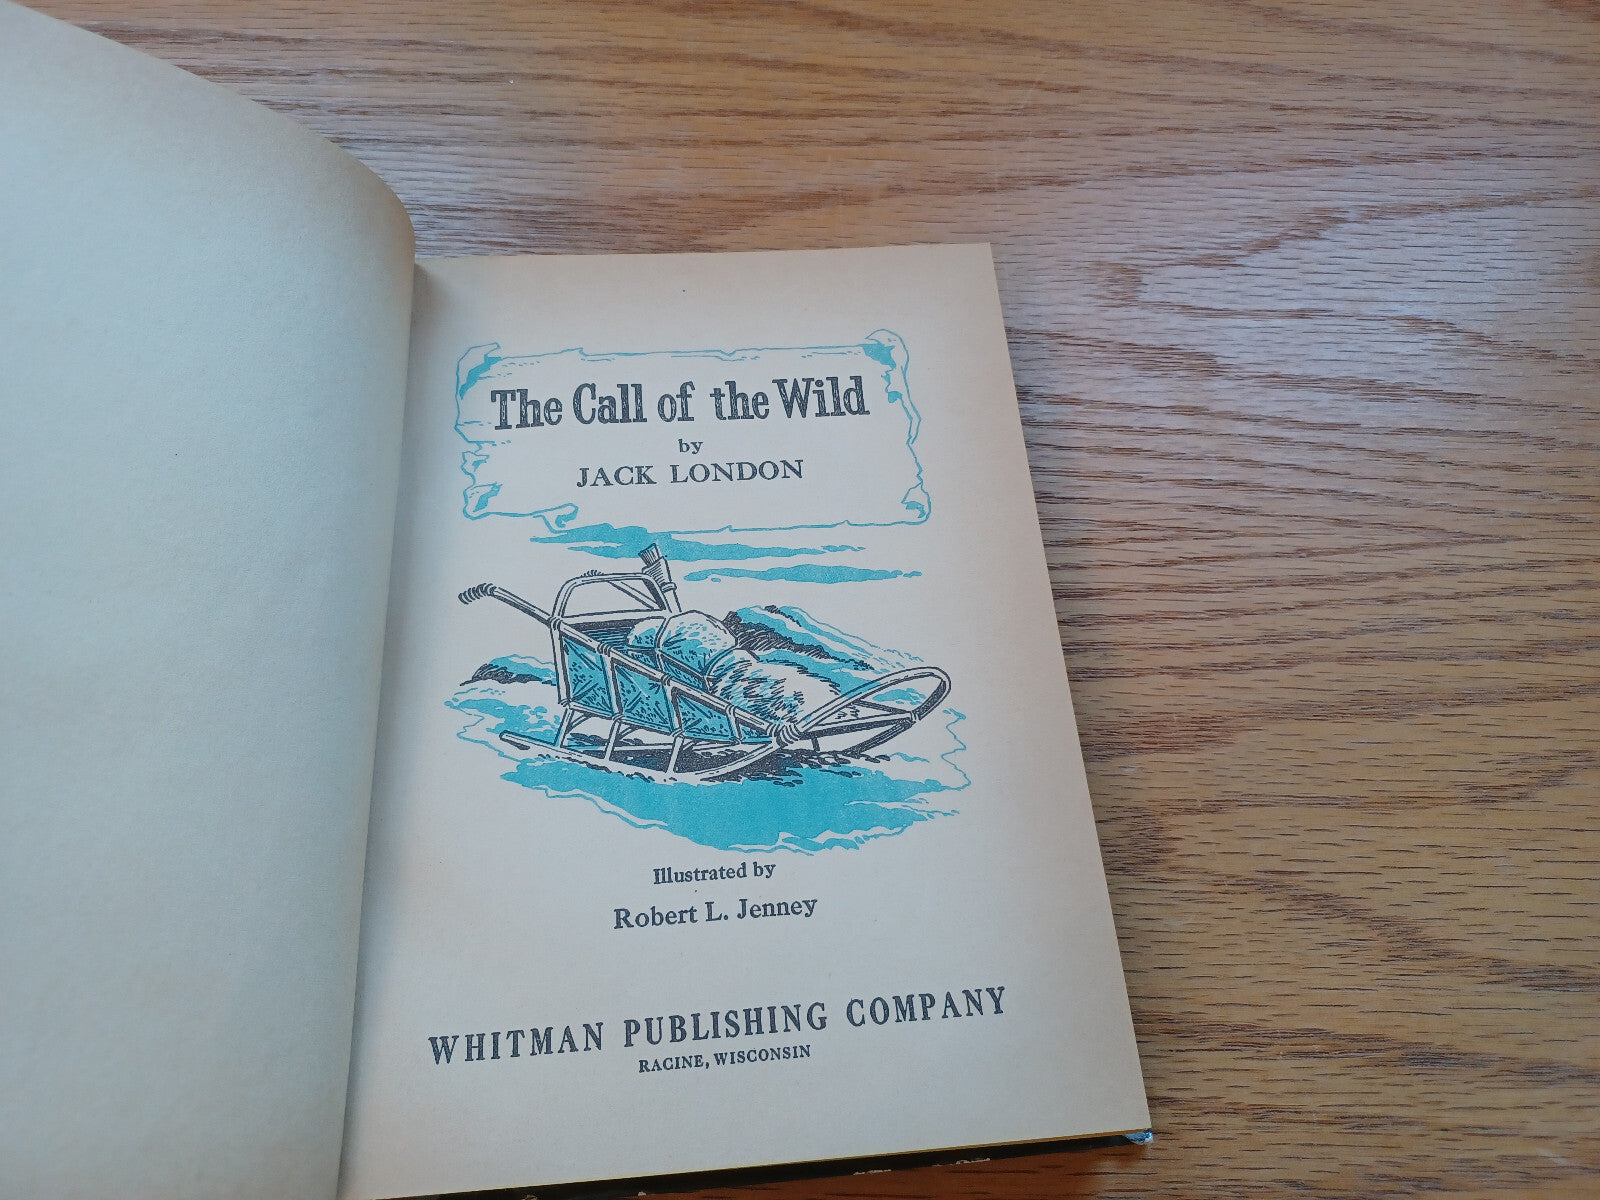 The Call of the Wild
by
JACK LONDON
Illustrated by
Robert L. Jenney
WHITMAN PUBLISHING COMPANY
RACINE, WISCONSIN